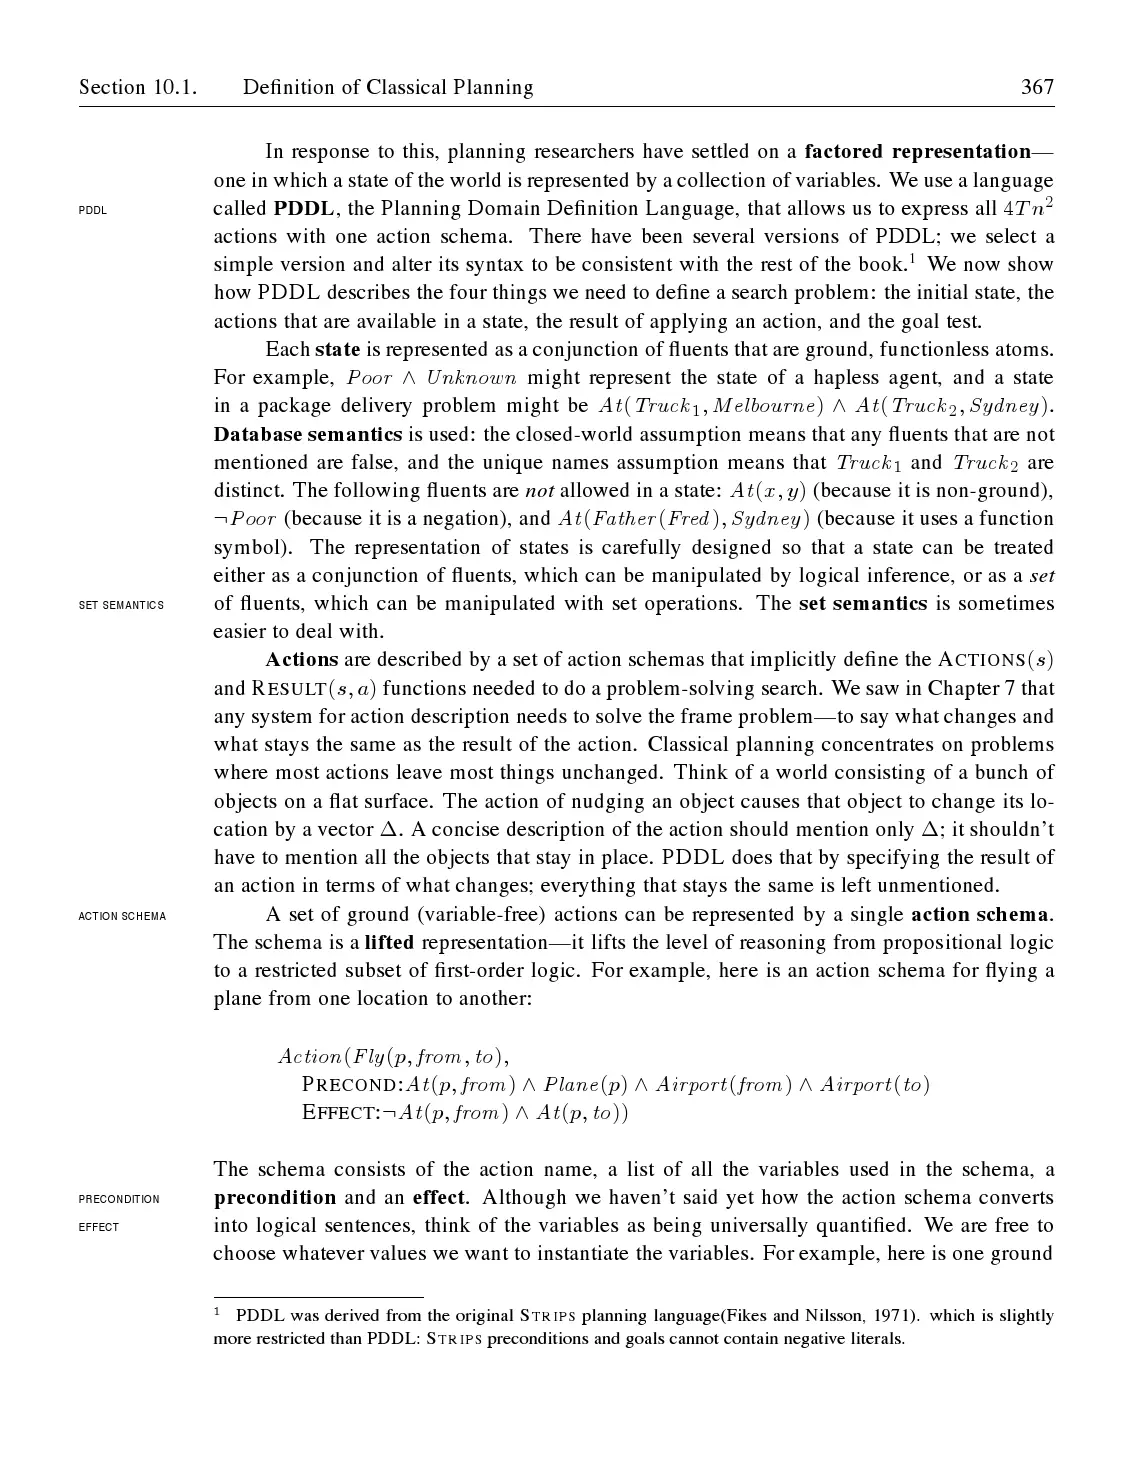 Section 10.1. Definition of Classical Planning 367
In response to this, planning researchers have settled on a factored representation—
one in which a state of the world is represented by a collection of variables. We use a language
PDDL called PDDL, the Planning Domain Definition Language, that allows us to express all 4Tn²
actions with one action schema. There have been several versions of PDDL; we select a
simple version and alter its syntax to be consistent with the rest of the book.¹ We now show
how PDDL describes the four things we need to define a search problem: the initial state, the
actions that are available in a state, the result of applying an action, and the goal test.
Each state is represented as a conjunction of fluents that are ground, functionless atoms.
For example, Poor ∧ Unknown might represent the state of a hapless agent, and a state
in a package delivery problem might be At(Truck₁, Melbourne) ∧ At(Truck₂, Sydney).
Database semantics is used: the closed-world assumption means that any fluents that are not
mentioned are false, and the unique names assumption means that Truck₁ and Truck₂ are
distinct. The following fluents are not allowed in a state: At(x, y) (because it is non-ground),
¬Poor (because it is a negation), and At(Father(Fred), Sydney) (because it uses a function
symbol). The representation of states is carefully designed so that a state can be treated
either as a conjunction of fluents, which can be manipulated by logical inference, or as a set
SET SEMANTICS of fluents, which can be manipulated with set operations. The set semantics is sometimes
easier to deal with.
Actions are described by a set of action schemas that implicitly define the ACTIONS(s)
and RESULT(s, a) functions needed to do a problem-solving search. We saw in Chapter 7 that
any system for action description needs to solve the frame problem—to say what changes and
what stays the same as the result of the action. Classical planning concentrates on problems
where most actions leave most things unchanged. Think of a world consisting of a bunch of
objects on a flat surface. The action of nudging an object causes that object to change its lo-
cation by a vector Δ. A concise description of the action should mention only Δ; it shouldn't
have to mention all the objects that stay in place. PDDL does that by specifying the result of
an action in terms of what changes; everything that stays the same is left unmentioned.
ACTION SCHEMA A set of ground (variable-free) actions can be represented by a single action schema.
The schema is a lifted representation—it lifts the level of reasoning from propositional logic
to a restricted subset of first-order logic. For example, here is an action schema for flying a
plane from one location to another:
Action(Fly(p, from, to),
PRECOND:At(p, from) ∧ Plane(p) ∧ Airport(from) ∧ Airport(to)
EFFECT:¬At(p, from) ∧ At(p, to))
The schema consists of the action name, a list of all the variables used in the schema, a
PRECONDITION precondition and an effect. Although we haven't said yet how the action schema converts
EFFECT into logical sentences, think of the variables as being universally quantified. We are free to
choose whatever values we want to instantiate the variables. For example, here is one ground
¹ PDDL was derived from the original STRIPS planning language(Fikes and Nilsson, 1971). which is slightly
more restricted than PDDL: STRIPS preconditions and goals cannot contain negative literals.